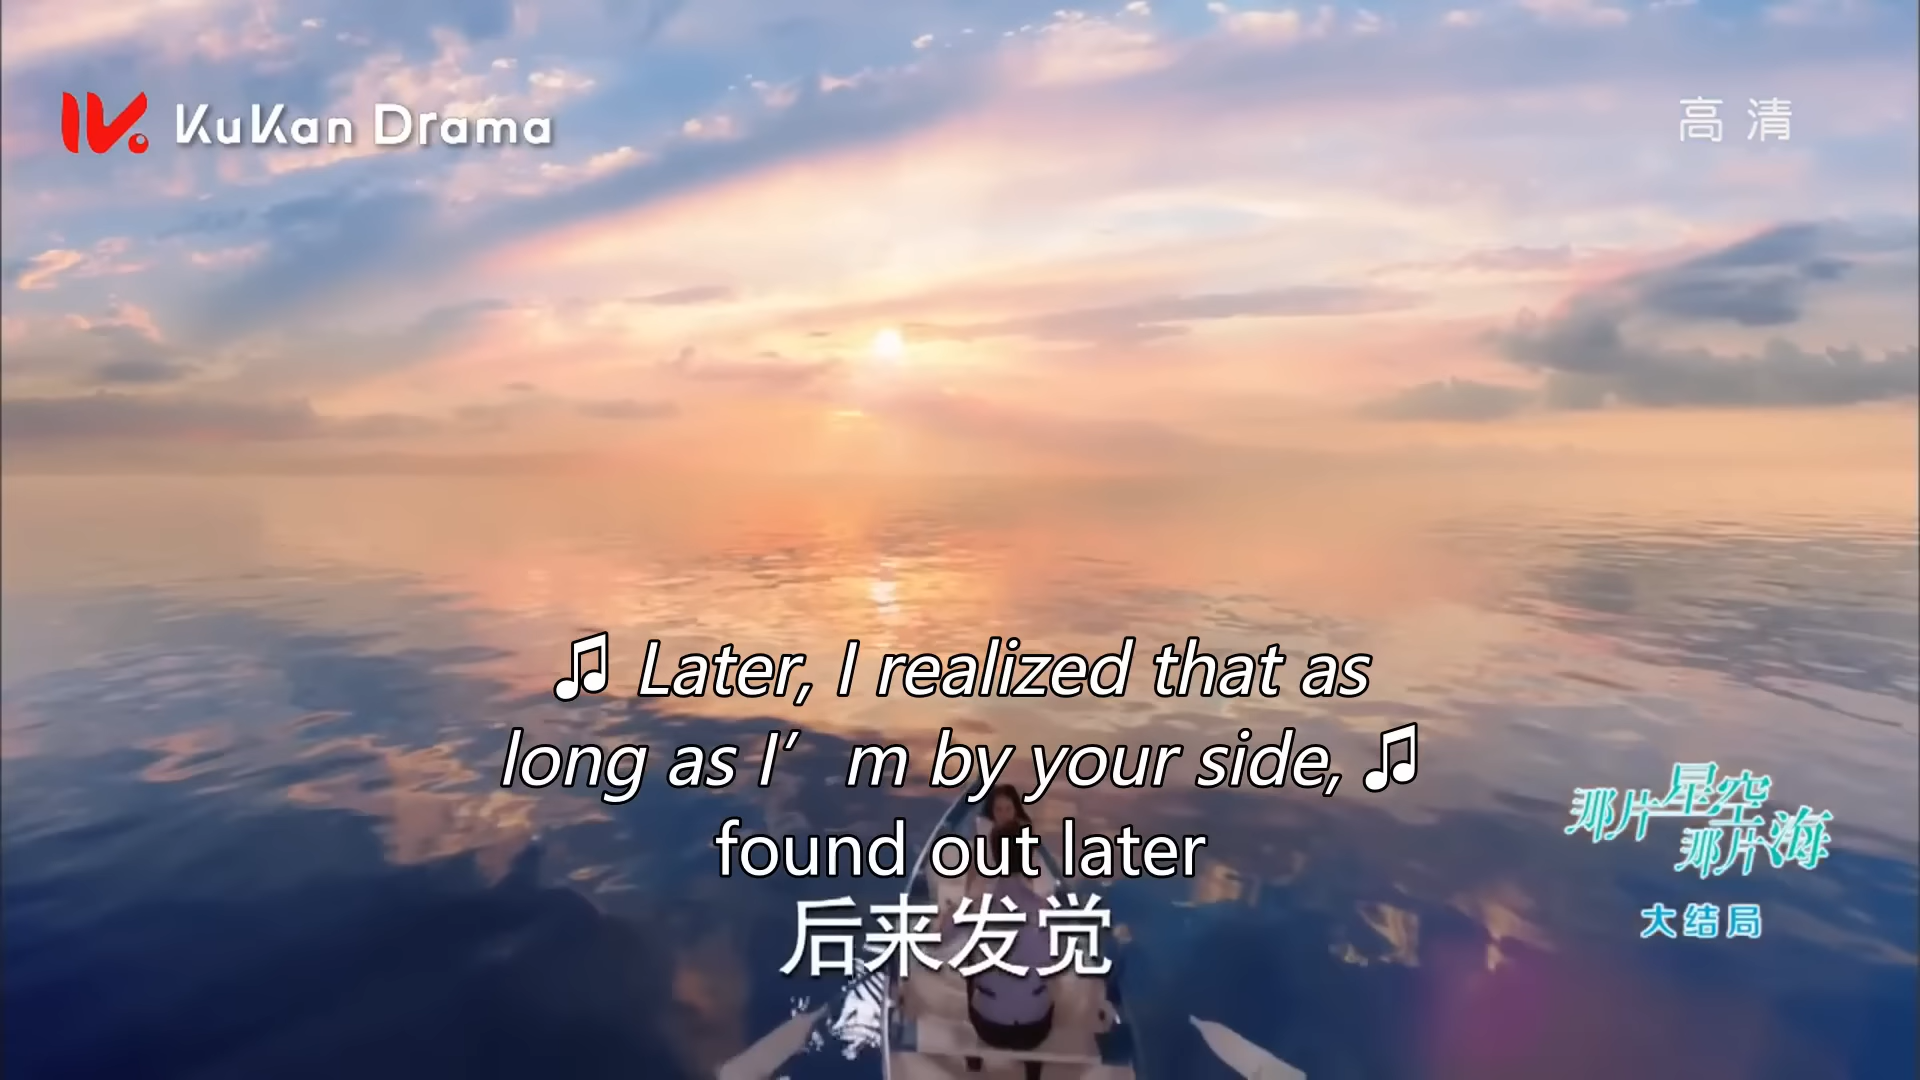 KuKan Drama
高清
♫ Later, I realized that as
long as I’m by your side, ♫
found out later
后来发觉
那片星空
那片海
大结局